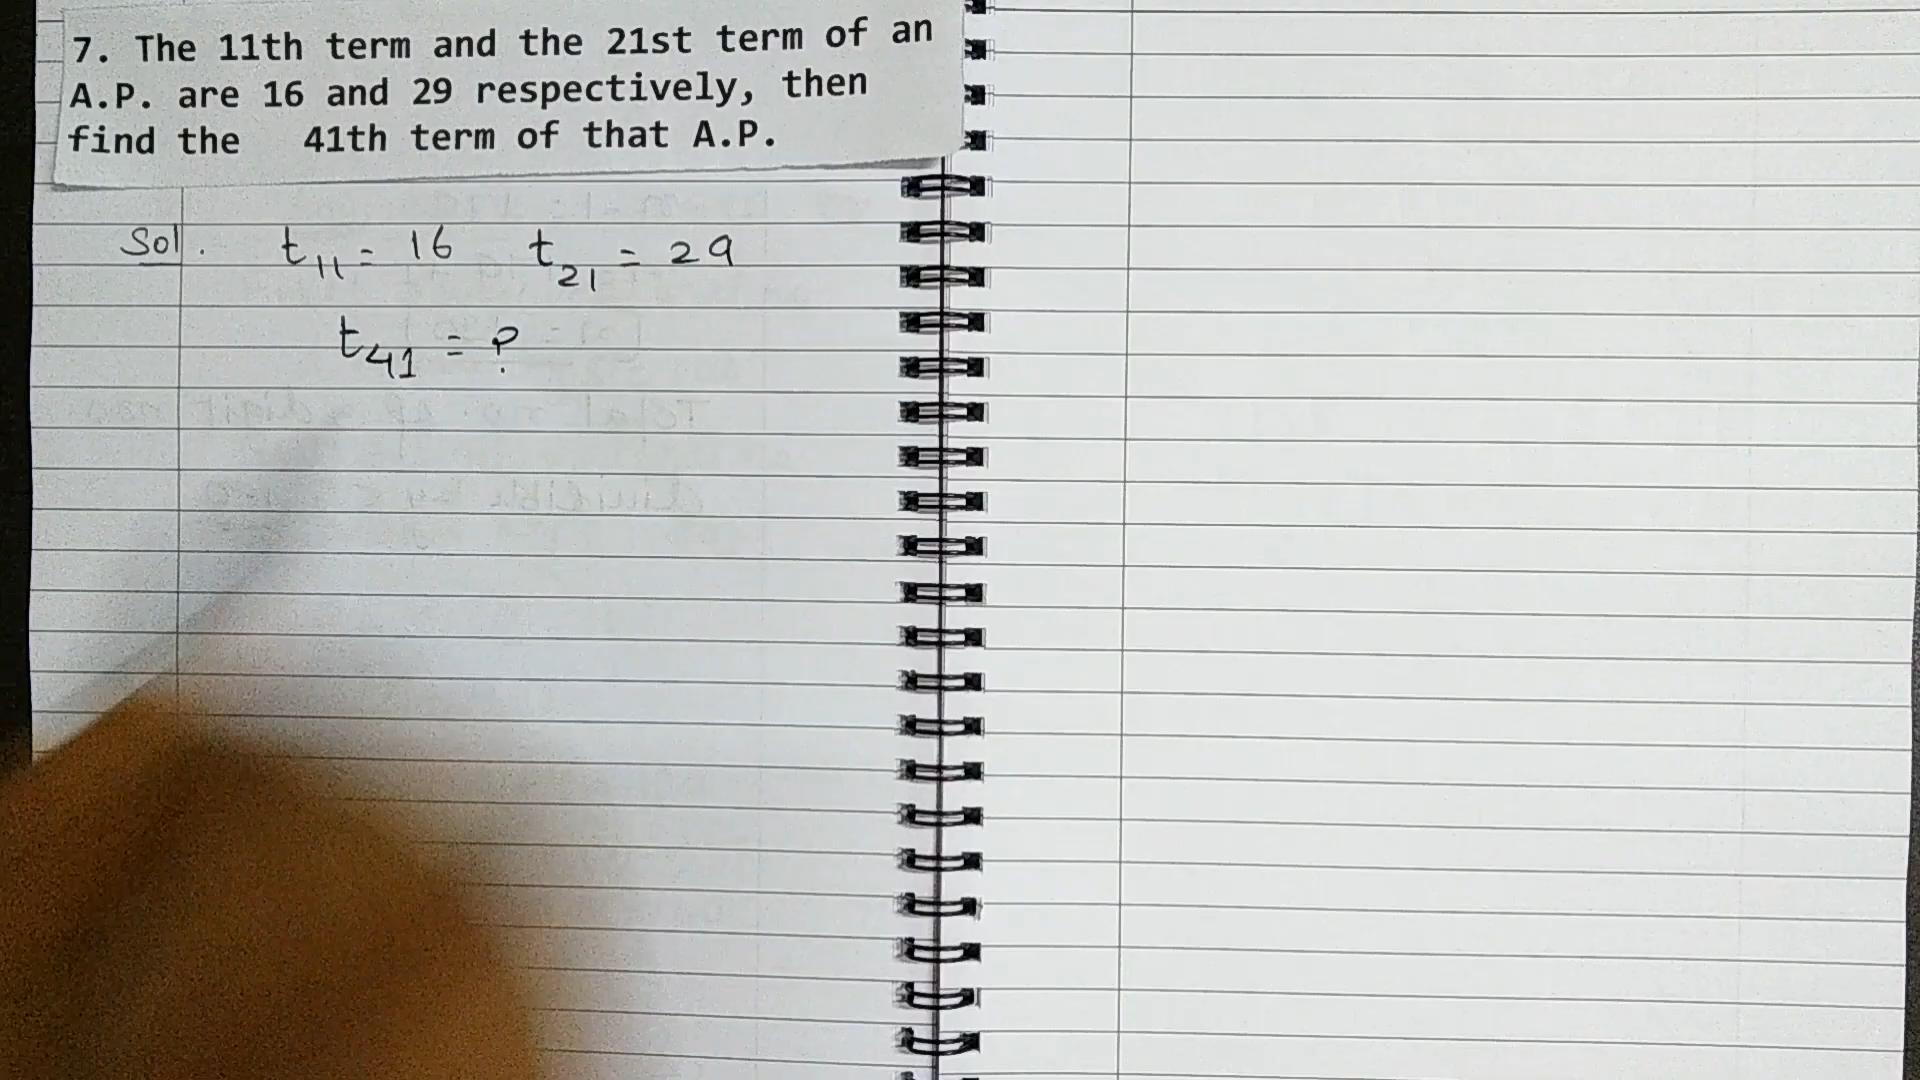 7. The 11th term and the 21st term of an
A.P. are 16 and 29 respectively, then
find the 41th term of that A.P.
Sol. t₁₁ = 16 t₂₁ = 29
t₄₁ = ?